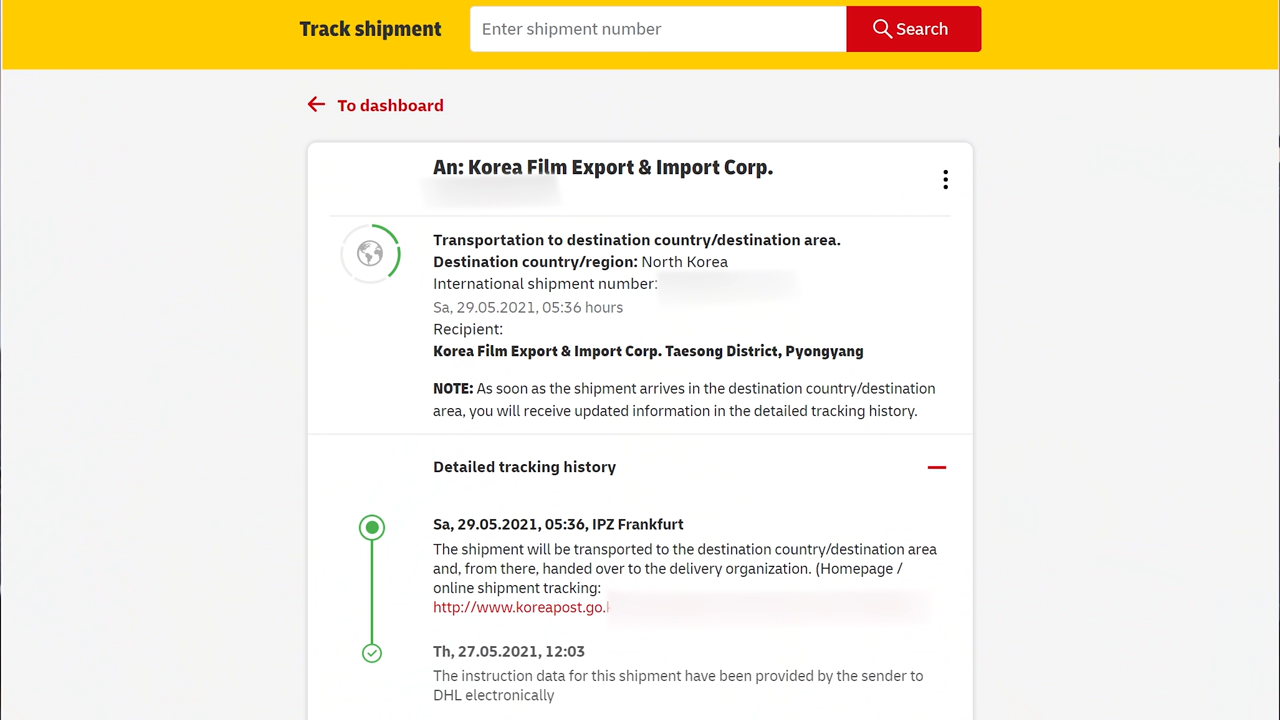 Track shipment
Enter shipment number
Search
To dashboard
An: Korea Film Export & Import Corp.
Transportation to destination country/destination area.
Destination country/region: North Korea
International shipment number:
Sa, 29.05.2021, 05:36 hours
Recipient:
Korea Film Export & Import Corp. Taesong District, Pyongyang
NOTE: As soon as the shipment arrives in the destination country/destination
area, you will receive updated information in the detailed tracking history.
Detailed tracking history
Sa, 29.05.2021, 05:36, IPZ Frankfurt
The shipment will be transported to the destination country/destination area
and, from there, handed over to the delivery organization. (Homepage /
online shipment tracking:
http://www.koreapost.go.
Th, 27.05.2021, 12:03
The instruction data for this shipment have been provided by the sender to
DHL electronically